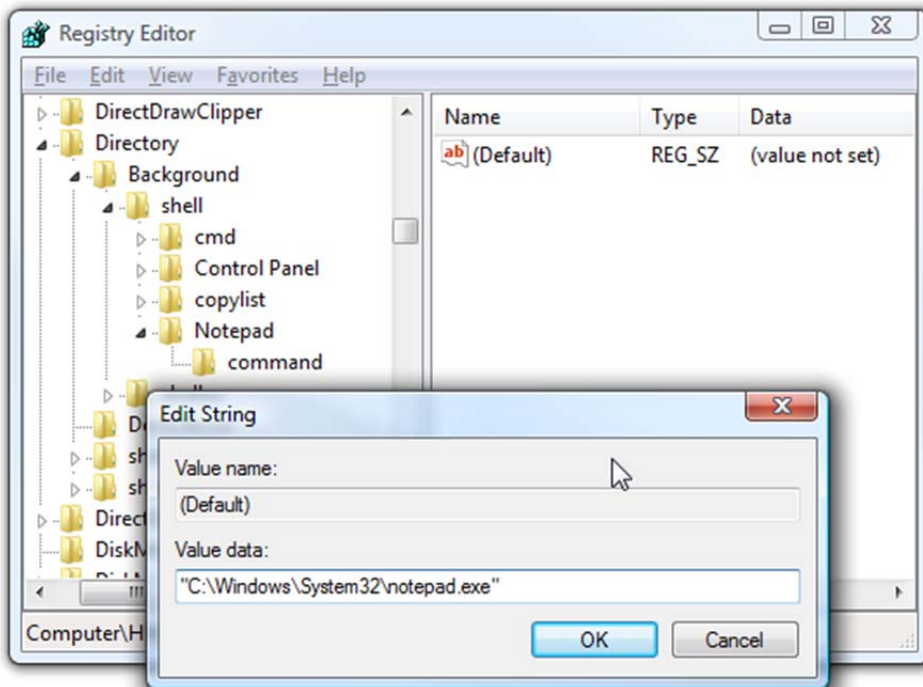 Registry Editor
File Edit View Favorites Help
DirectDrawClipper
Directory
Background
shell
cmd
Control Panel
copylist
Notepad
command
Name Type Data
ab (Default) REG_SZ (value not set)
Edit String
Value name:
(Default)
Value data:
"C:\Windows\System32\notepad.exe"
OK Cancel
Computer\H